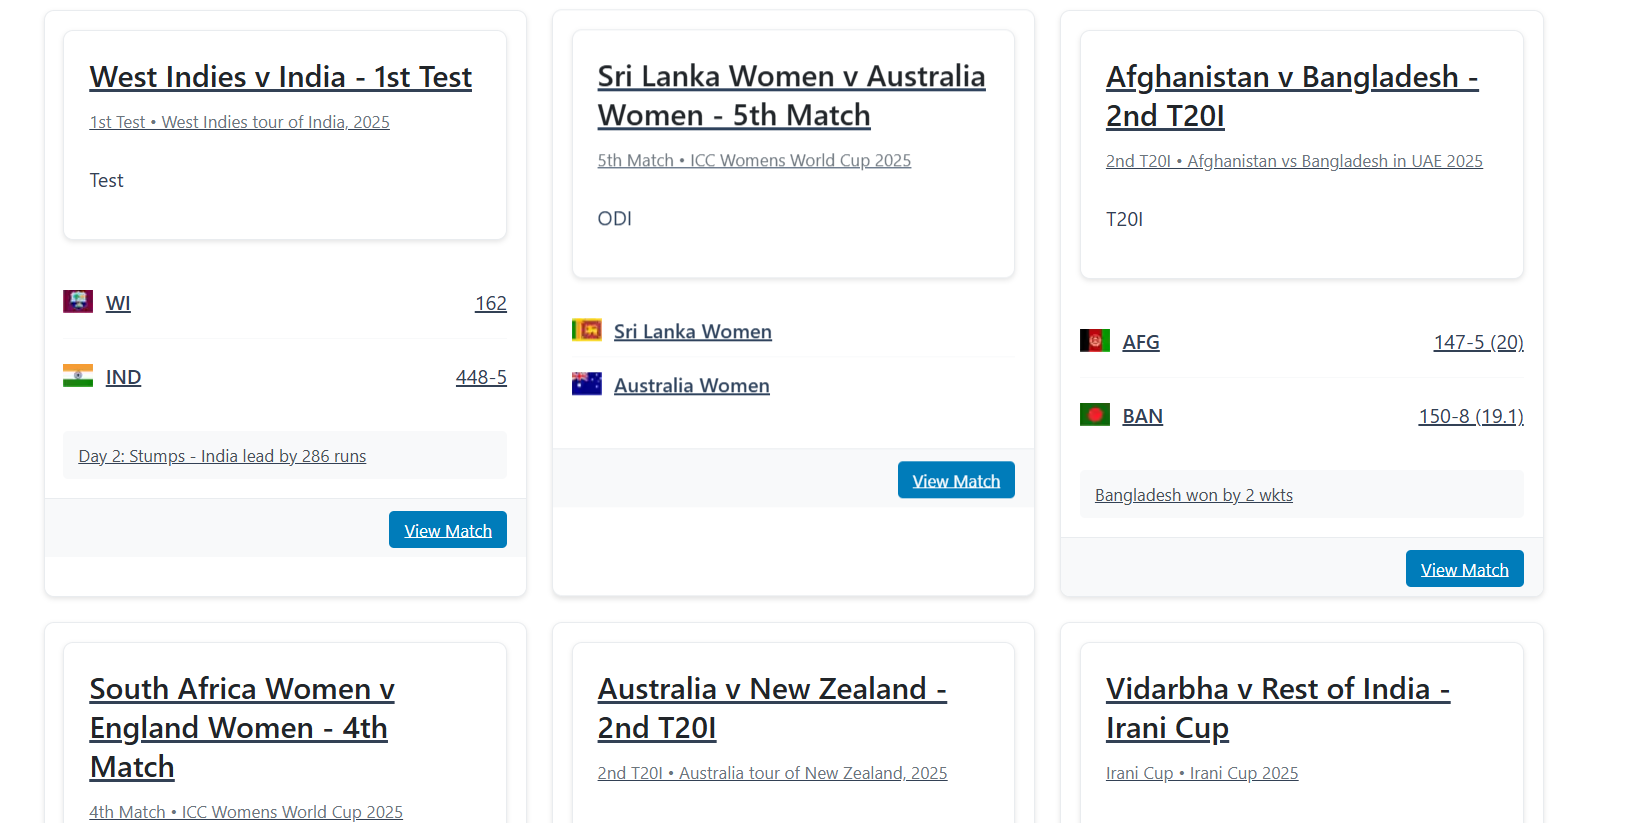 West Indies v India - 1st Test
1st Test • West Indies tour of India, 2025
Test
WI 162
IND 448-5
Day 2: Stumps - India lead by 286 runs
View Match
Sri Lanka Women v Australia
Women - 5th Match
5th Match • ICC Womens World Cup 2025
ODI
Sri Lanka Women
Australia Women
View Match
Afghanistan v Bangladesh -
2nd T20I
2nd T20I • Afghanistan vs Bangladesh in UAE 2025
T20I
AFG 147-5 (20)
BAN 150-8 (19.1)
Bangladesh won by 2 wkts
View Match
South Africa Women v
England Women - 4th
Match
4th Match • ICC Womens World Cup 2025
Australia v New Zealand -
2nd T20I
2nd T20I • Australia tour of New Zealand, 2025
Vidarbha v Rest of India -
Irani Cup
Irani Cup • Irani Cup 2025